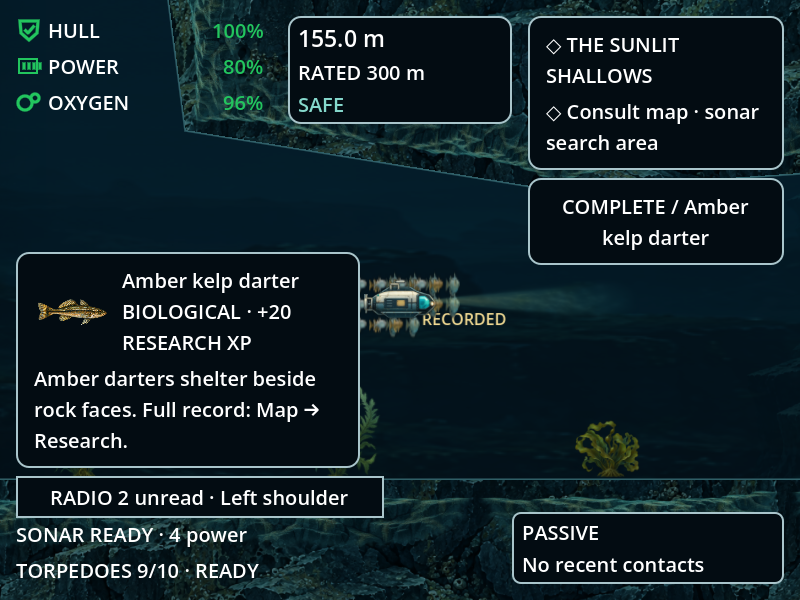 HULL 100%
POWER 80%
OXYGEN 96%
155.0 m
RATED 300 m
SAFE
◇ THE SUNLIT
SHALLOWS
◇ Consult map · sonar
search area
COMPLETE / Amber
kelp darter
Amber kelp darter
BIOLOGICAL · +20
RESEARCH XP
Amber darters shelter beside
rock faces. Full record: Map →
Research.
RECORDED
RADIO 2 unread · Left shoulder
SONAR READY · 4 power
TORPEDOES 9/10 · READY
PASSIVE
No recent contacts